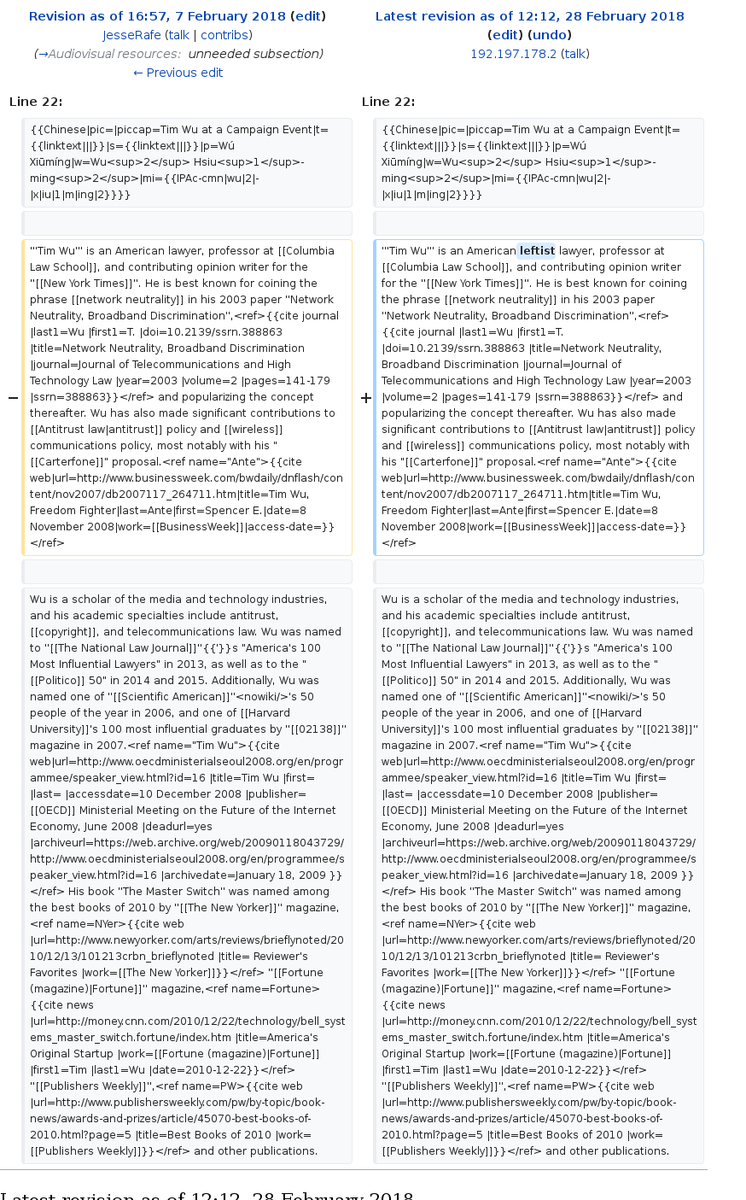 Revision as of 16:57, 7 February 2018 (edit)
JesseRafe (talk | contribs)
(→Audiovisual resources: unneeded subsection)
← Previous edit
Latest revision as of 12:12, 28 February 2018
(edit) (undo)
192.197.178.2 (talk)
Line 22:
Line 22:
{{Chinese|pic=|piccap=Tim Wu at a Campaign Event|t=
{{linktext|||}}|s={{linktext|||}}|p=Wú
Xiūmíng|w=Wu<sup>2</sup> Hsiu<sup>1</sup>-
ming<sup>2</sup>|mi={{IPAc-cmn|wu|2|-
|x|iu|1|m|ing|2}}}}
{{Chinese|pic=|piccap=Tim Wu at a Campaign Event|t=
{{linktext|||}}|s={{linktext|||}}|p=Wú
Xiūmíng|w=Wu<sup>2</sup> Hsiu<sup>1</sup>-
ming<sup>2</sup>|mi={{IPAc-cmn|wu|2|-
|x|iu|1|m|ing|2}}}}
−
'''Tim Wu''' is an American lawyer, professor at [[Columbia
Law School]], and contributing opinion writer for the
''[[New York Times]]''. He is best known for coining the
phrase [[network neutrality]] in his 2003 paper ''Network
Neutrality, Broadband Discrimination'',<ref>{{cite journal
|last1=Wu |first1=T. |doi=10.2139/ssrn.388863
|title=Network Neutrality, Broadband Discrimination
|journal=Journal of Telecommunications and High
Technology Law |year=2003 |volume=2 |pages=141-179
|ssrn=388863}}</ref> and popularizing the concept
thereafter. Wu has also made significant contributions to
[[Antitrust law|antitrust]] policy and [[wireless]]
communications policy, most notably with his "
[[Carterfone]]" proposal.<ref name="Ante">{{cite
web|url=http://www.businessweek.com/bwdaily/dnflash/con
tent/nov2007/db2007117_264711.htm|title=Tim Wu,
Freedom Fighter|last=Ante|first=Spencer E.|date=8
November 2008|work=[[BusinessWeek]]|access-date=}}
</ref>
+
'''Tim Wu''' is an American leftist lawyer, professor at
[[Columbia Law School]], and contributing opinion writer
for the ''[[New York Times]]''. He is best known for coining
the phrase [[network neutrality]] in his 2003 paper
''Network Neutrality, Broadband Discrimination'',<ref>
{{cite journal |last1=Wu |first1=T.
|doi=10.2139/ssrn.388863 |title=Network Neutrality,
Broadband Discrimination |journal=Journal of
Telecommunications and High Technology Law |year=2003
|volume=2 |pages=141-179 |ssrn=388863}}</ref> and
popularizing the concept thereafter. Wu has also made
significant contributions to [[Antitrust law|antitrust]] policy
and [[wireless]] communications policy, most notably with
his "[[Carterfone]]" proposal.<ref name="Ante">{{cite
web|url=http://www.businessweek.com/bwdaily/dnflash/con
tent/nov2007/db2007117_264711.htm|title=Tim Wu,
Freedom Fighter|last=Ante|first=Spencer E.|date=8
November 2008|work=[[BusinessWeek]]|access-date=}}
</ref>
Wu is a scholar of the media and technology industries,
and his academic specialties include antitrust,
[[copyright]], and telecommunications law. Wu was named
to ''[[The National Law Journal]]''{{'}}s "America's 100
Most Influential Lawyers" in 2013, as well as to the "
[[Politico]] 50" in 2014 and 2015. Additionally, Wu was
named one of ''[[Scientific American]]''<nowiki/>'s 50
people of the year in 2006, and one of [[Harvard
University]]'s 100 most influential graduates by ''[[02138]]''
magazine in 2007.<ref name="Tim Wu">{{cite
web|url=http://www.oecdministerialseoul2008.org/en/progr
ammee/speaker_view.html?id=16 |title=Tim Wu |first=
|last= |accessdate=10 December 2008 |publisher=
[[OECD]] Ministerial Meeting on the Future of the Internet
Economy, June 2008 |deadurl=yes
|archiveurl=https://web.archive.org/web/20090118043729/
http://www.oecdministerialseoul2008.org/en/programmee/s
peaker_view.html?id=16 |archivedate=January 18, 2009 }}
</ref> His book ''The Master Switch'' was named among
the best books of 2010 by ''[[The New Yorker]]'' magazine,
<ref name=NYer>{{cite web
|url=http://www.newyorker.com/arts/reviews/brieflynoted/20
10/12/13/101213crbn_brieflynoted |title= Reviewer's
Favorites |work=[[The New Yorker]]}}</ref> ''[[Fortune
(magazine)|Fortune]]'' magazine,<ref name=Fortune>
{{cite news
|url=http://money.cnn.com/2010/12/22/technology/bell_syst
ems_master_switch.fortune/index.htm |title=America's
Original Startup |work=[[Fortune (magazine)|Fortune]]
|first1=Tim |last1=Wu |date=2010-12-22}}</ref>
''[[Publishers Weekly]]'',<ref name=PW>{{cite web
|url=http://www.publishersweekly.com/pw/by-topic/book-
news/awards-and-prizes/article/45070-best-books-of-
2010.html?page=5 |title=Best Books of 2010 |work=
[[Publishers Weekly]]}}</ref> and other publications.
Wu is a scholar of the media and technology industries,
and his academic specialties include antitrust,
[[copyright]], and telecommunications law. Wu was named
to ''[[The National Law Journal]]''{{'}}s "America's 100
Most Influential Lawyers" in 2013, as well as to the "
[[Politico]] 50" in 2014 and 2015. Additionally, Wu was
named one of ''[[Scientific American]]''<nowiki/>'s 50
people of the year in 2006, and one of [[Harvard
University]]'s 100 most influential graduates by ''[[02138]]''
magazine in 2007.<ref name="Tim Wu">{{cite
web|url=http://www.oecdministerialseoul2008.org/en/progr
ammee/speaker_view.html?id=16 |title=Tim Wu |first=
|last= |accessdate=10 December 2008 |publisher=
[[OECD]] Ministerial Meeting on the Future of the Internet
Economy, June 2008 |deadurl=yes
|archiveurl=https://web.archive.org/web/20090118043729/
http://www.oecdministerialseoul2008.org/en/programmee/s
peaker_view.html?id=16 |archivedate=January 18, 2009 }}
</ref> His book ''The Master Switch'' was named among
the best books of 2010 by ''[[The New Yorker]]'' magazine,
<ref name=NYer>{{cite web
|url=http://www.newyorker.com/arts/reviews/brieflynoted/20
10/12/13/101213crbn_brieflynoted |title= Reviewer's
Favorites |work=[[The New Yorker]]}}</ref> ''[[Fortune
(magazine)|Fortune]]'' magazine,<ref name=Fortune>
{{cite news
|url=http://money.cnn.com/2010/12/22/technology/bell_syst
ems_master_switch.fortune/index.htm |title=America's
Original Startup |work=[[Fortune (magazine)|Fortune]]
|first1=Tim |last1=Wu |date=2010-12-22}}</ref>
''[[Publishers Weekly]]'',<ref name=PW>{{cite web
|url=http://www.publishersweekly.com/pw/by-topic/book-
news/awards-and-prizes/article/45070-best-books-of-
2010.html?page=5 |title=Best Books of 2010 |work=
[[Publishers Weekly]]}}</ref> and other publications.
Latest revision as of 12:12, 28 February 2018